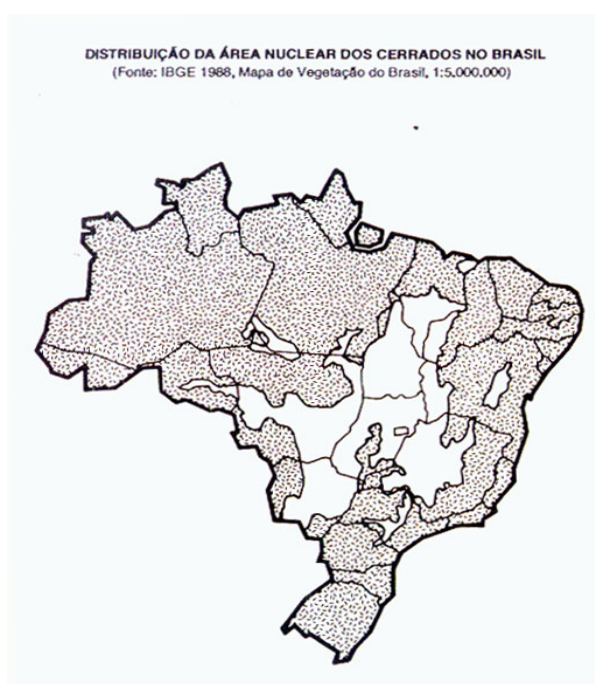 DISTRIBUIÇÃO DA ÁREA NUCLEAR DOS CERRADOS NO BRASIL
(Fonte: IBGE 1988, Mapa de Vegetação do Brasil, 1:5.000.000)